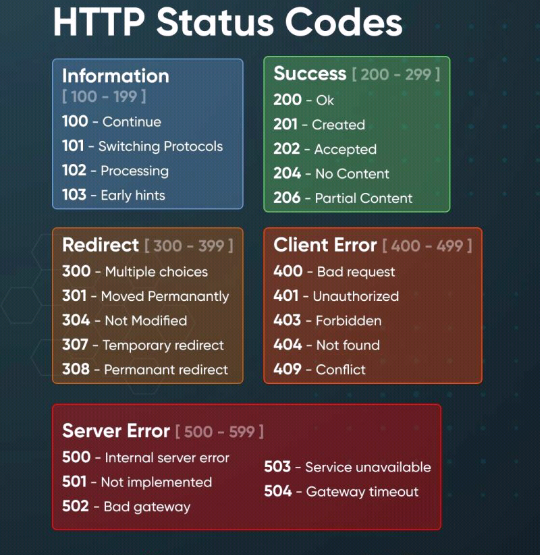 HTTP Status Codes
Information
[ 100 - 199 ]
100 - Continue
101 - Switching Protocols
102 - Processing
103 - Early hints
Success [ 200 - 299 ]
200 - Ok
201 - Created
202 - Accepted
204 - No Content
206 - Partial Content
Redirect [ 300 - 399 ]
300 - Multiple choices
301 - Moved Permanantly
304 - Not Modified
307 - Temporary redirect
308 - Permanant redirect
Client Error [ 400 - 499 ]
400 - Bad request
401 - Unauthorized
403 - Forbidden
404 - Not found
409 - Conflict
Server Error [ 500 - 599 ]
500 - Internal server error
501 - Not implemented
502 - Bad gateway
503 - Service unavailable
504 - Gateway timeout